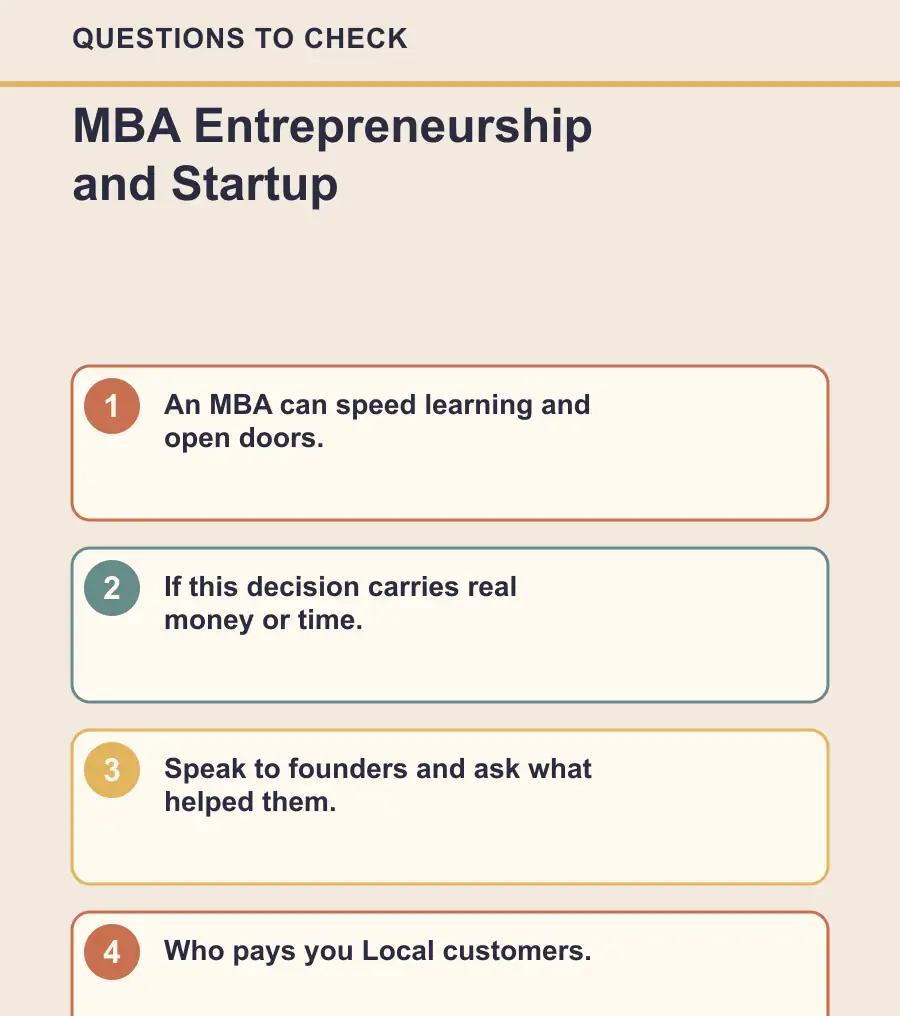 QUESTIONS TO CHECK
MBA Entrepreneurship
and Startup
1
An MBA can speed learning and
open doors.
2
If this decision carries real
money or time.
3
Speak to founders and ask what
helped them.
4
Who pays you Local customers.